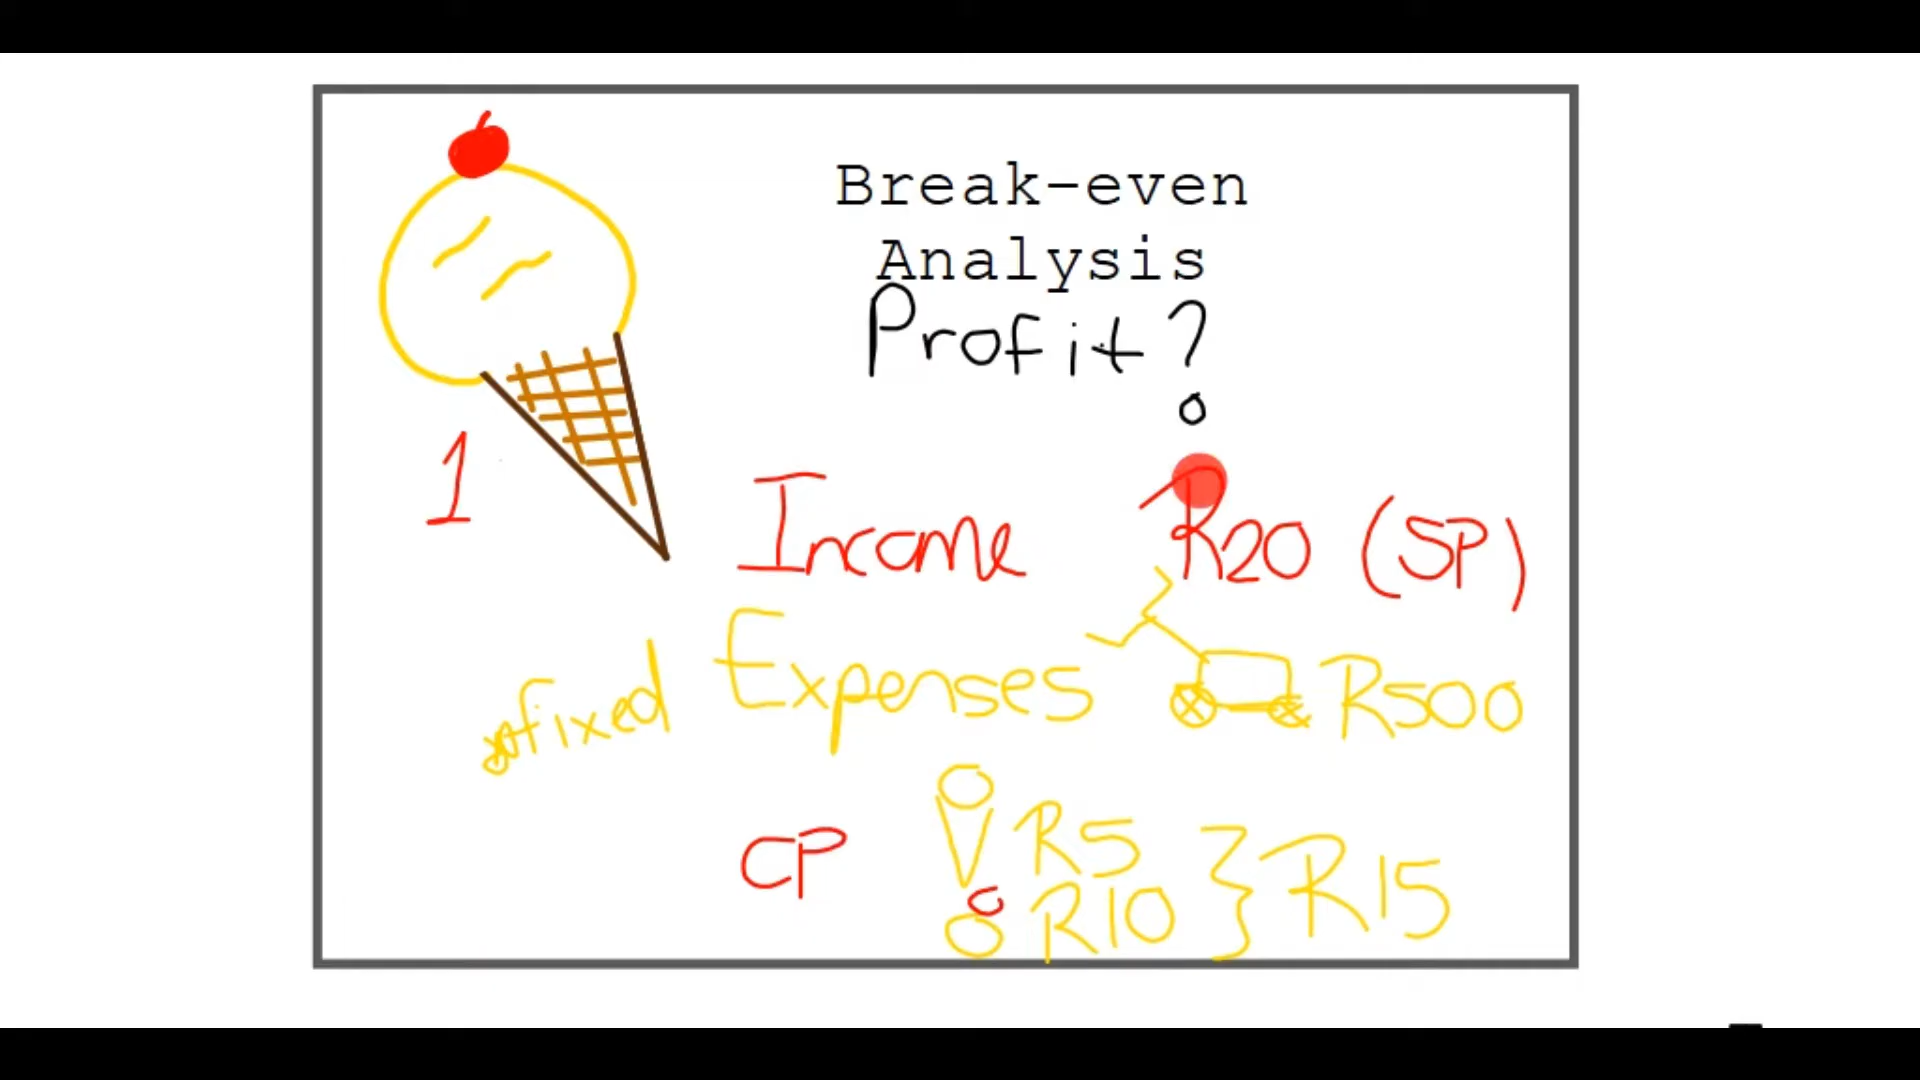 Break-even
Analysis
Profit?
1
Income R20 (SP)
fixed Expenses R500
CP R5
R10 } R15